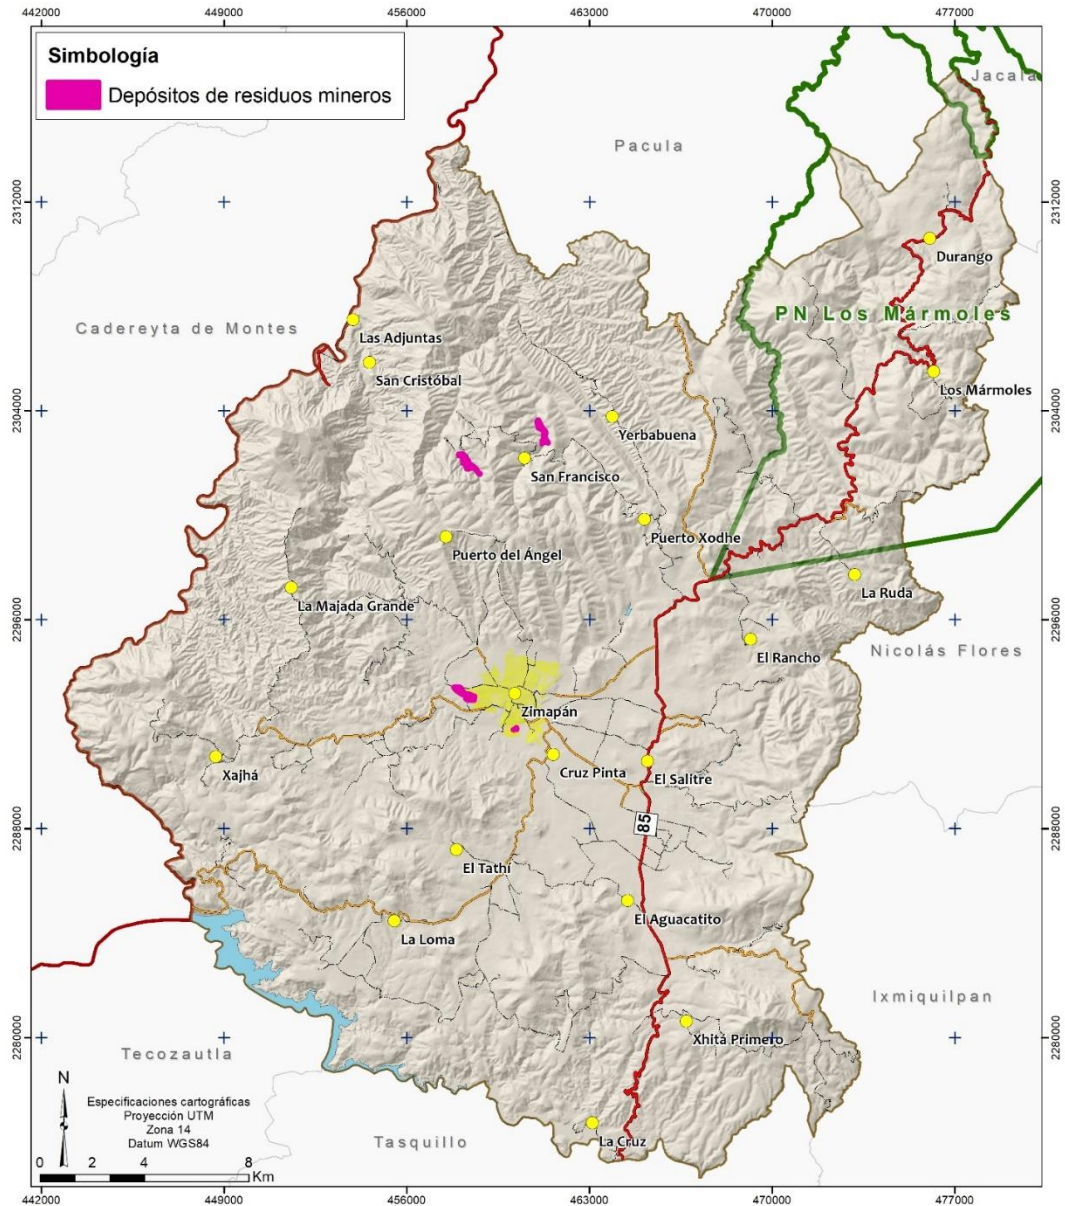 442000 449000 456000 463000 470000 477000
Simbología
Depósitos de residuos mineros
Jacala
Pacula
2312000 2312000
Durango
PN Los Mármoles
Cadereyta de Montes
Las Adjuntas
San Cristóbal
Los Mármoles
2304000 2304000
Yerbabuena
San Francisco
Puerto Xodhe
Puerto del Ángel
La Ruda
La Majada Grande
2296000 2296000
El Rancho
Nicolás Flores
Zimapán
Cruz Pinta
El Salitre
Xajhá
85
2288000 2288000
El Tathi
El Aguacatito
La Loma
Ixmiquilpan
Xhitá Primero
2280000 2280000
Tecozautla
N
Especificaciones cartográficas
Proyección UTM
Zona 14
Datum WGS84
Tasquillo
La Cruz
0 2 4 8
Km
442000 449000 456000 463000 470000 477000